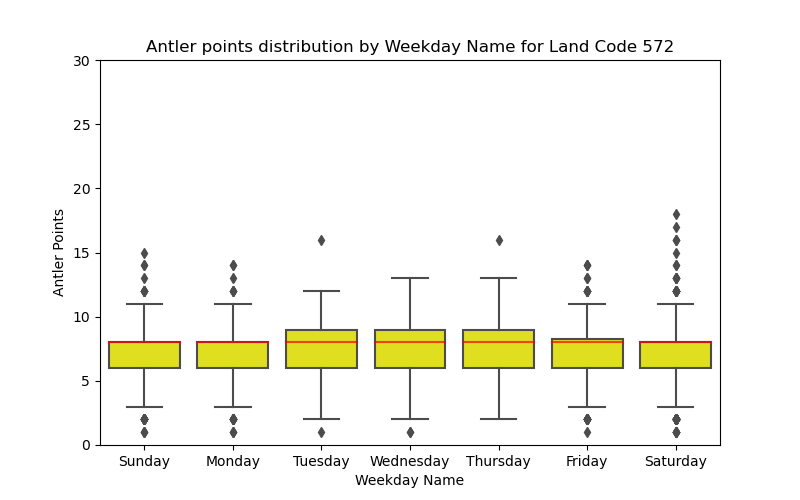 Antler points distribution by Weekday Name for Land Code 572
30
25
20
15
10
5
0
Antler Points
Sunday Monday Tuesday Wednesday Thursday Friday Saturday
Weekday Name